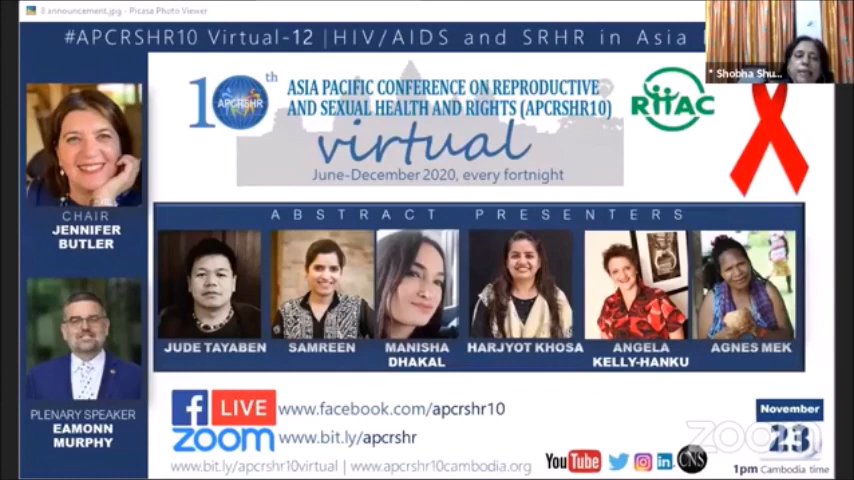 8 announcement.jpg - Picasa Photo Viewer
#APCRSHR10 Virtual-12 | HIV/AIDS and SRHR in Asia
* Shobha Shu...
10th
APCRSHR
ASIA PACIFIC CONFERENCE ON REPRODUCTIVE
AND SEXUAL HEALTH AND RIGHTS (APCRSHR10)
virtual
June-December 2020, every fortnight
CHAIR
JENNIFER
BUTLER
ABSTRACT PRESENTERS
JUDE TAYABEN
SAMREEN
MANISHA
DHAKAL
HARJYOT KHOSA
ANGELA
KELLY-HANKU
AGNES MEK
PLENARY SPEAKER
EAMONN
MURPHY
f LIVE www.facebook.com/apcrshr10
zoom www.bit.ly/apcrshr
www.bit.ly/apcrshr10virtual | www.apcrshr10cambodia.org
YouTube
in
CNS
November
23
zoom
1pm Cambodia time